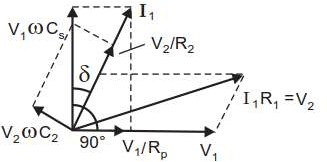 I₁
V₁ωCₛ
V₂/R₂
δ
I₁R₁ = V₂
V₂ωC₂
90°
V₁/Rₚ
V₁